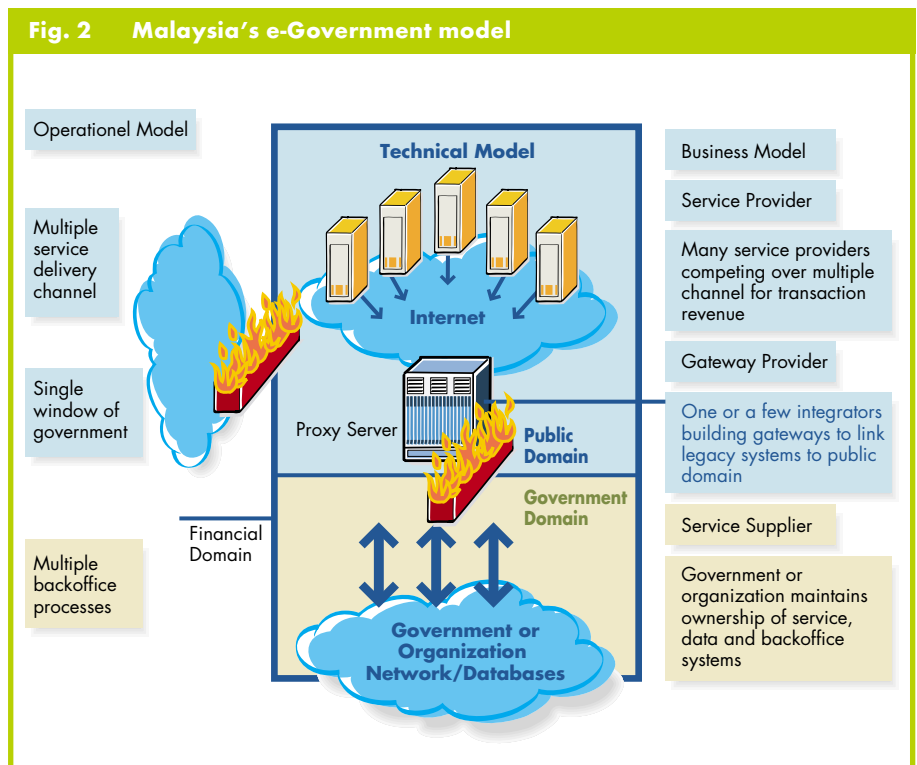 Fig. 2 Malaysia's e-Government model
Operationel Model
Multiple
service
delivery
channel
Single
window of
government
Multiple
backoffice
processes
Technical Model
Internet
Proxy Server
Public
Domain
Government
Domain
Financial
Domain
Government or
Organization
Network/Databases
Business Model
Service Provider
Many service providers
competing over multiple
channel for transaction
revenue
Gateway Provider
One or a few integrators
building gateways to link
legacy systems to public
domain
Service Supplier
Government or
organization maintains
ownership of service,
data and backoffice
systems